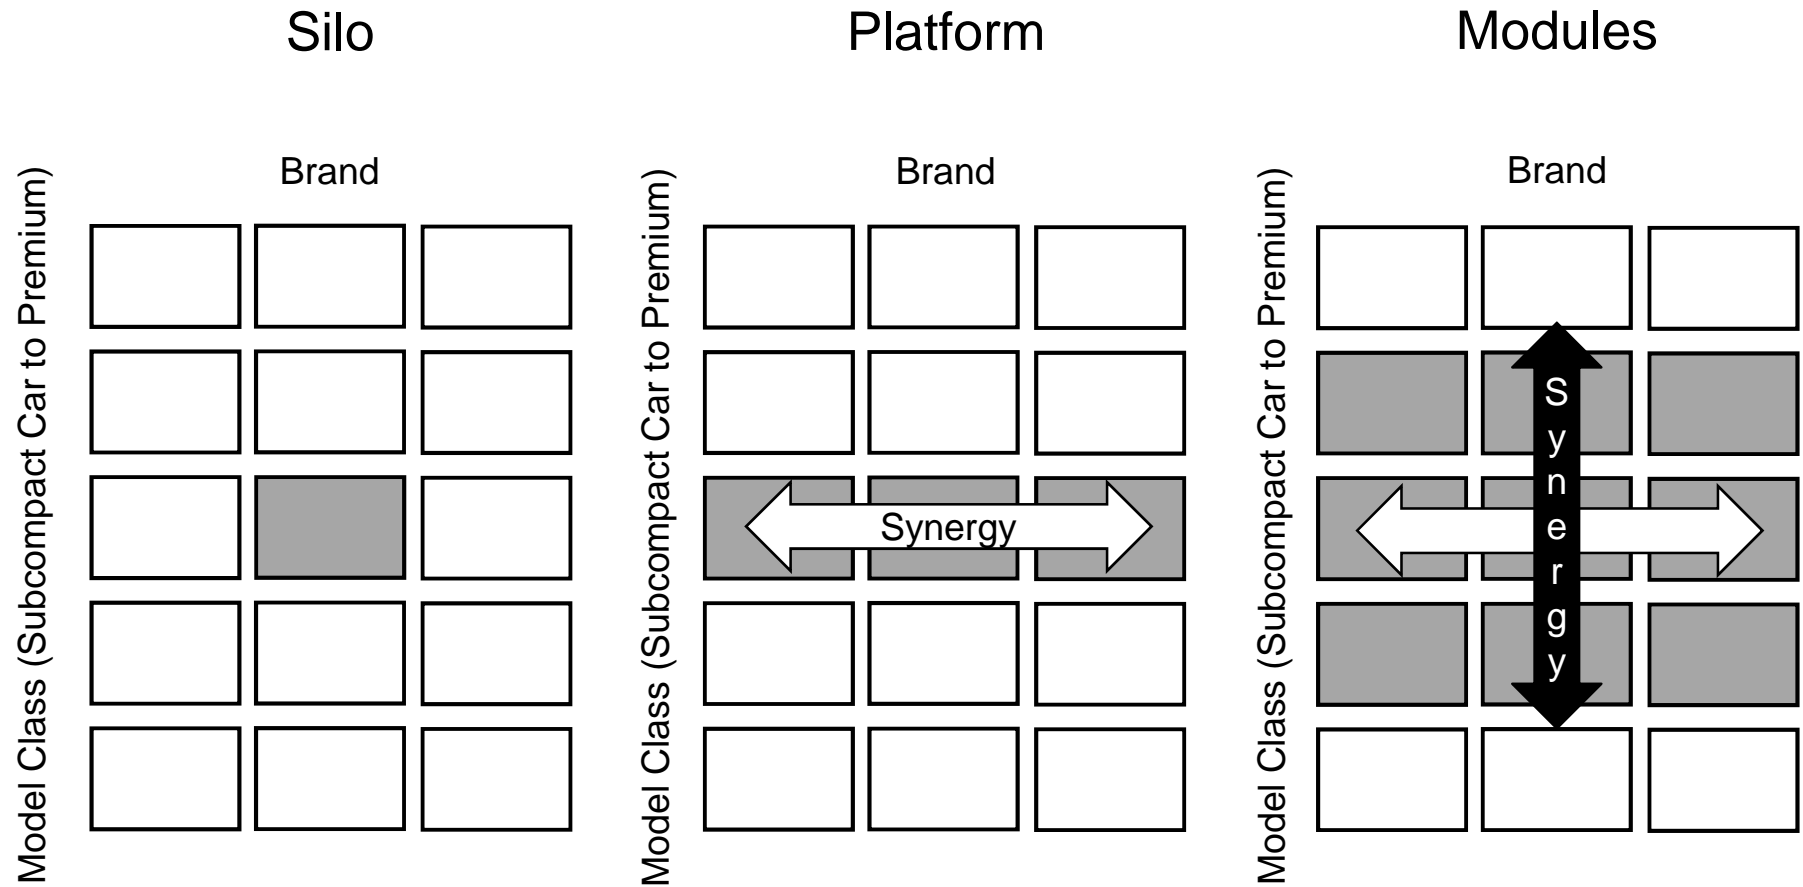 Silo
Platform
Modules
Brand
Brand
Brand
Model Class (Subcompact Car to Premium)
Model Class (Subcompact Car to Premium)
Synergy
Model Class (Subcompact Car to Premium)
Synergy